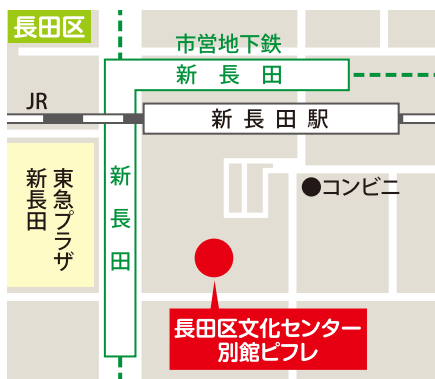 長田区
市営地下鉄
新長田
JR
新長田駅
新長田
東急プラザ
新長田
●コンビニ
長田区文化センター
別館ピフレ